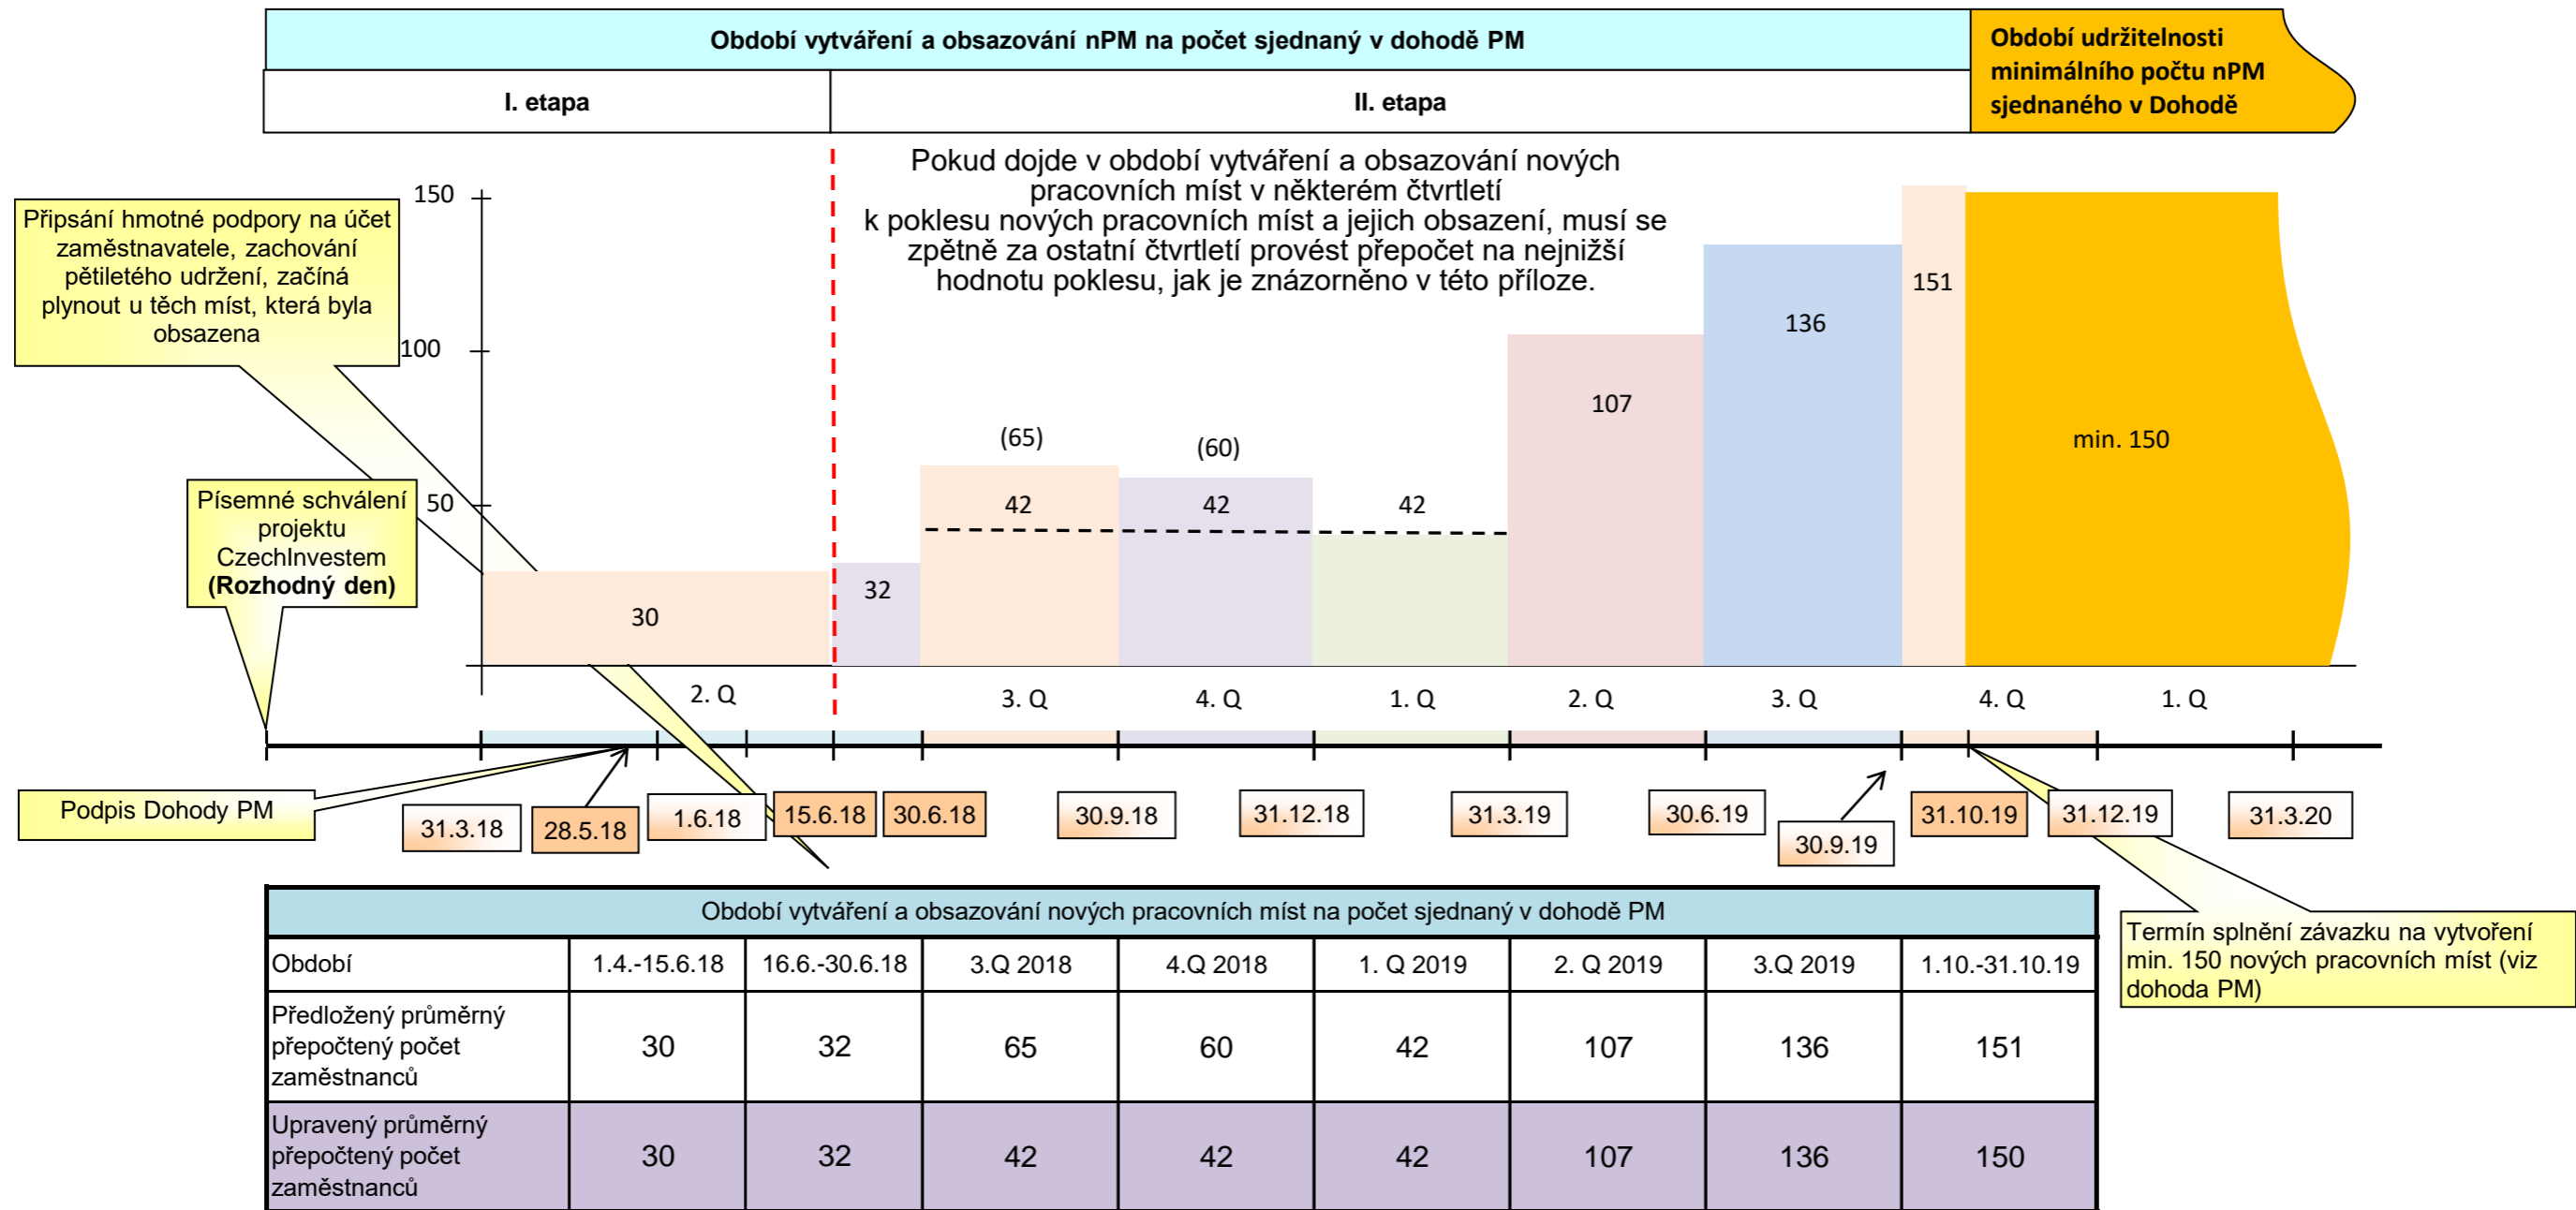 Období vytváření a obsazování nPM na počet sjednaný v dohodě PM
Období udržitelnosti
minimálního počtu nPM
sjednaného v Dohodě
I. etapa
II. etapa
Pokud dojde v období vytváření a obsazování nových
pracovních míst v některém čtvrtletí
k poklesu nových pracovních míst a jejich obsazení, musí se
zpětně za ostatní čtvrtletí provést přepočet na nejnižší
hodnotu poklesu, jak je znázorněno v této příloze.
Připsání hmotné podpory na účet
zaměstnavatele, zachování
pětiletého udržení, začíná
plynout u těch míst, která byla
obsazena
Písemné schválení
projektu
CzechInvestem
(Rozhodný den)
150
100
50
30
32
(65)
42
(60)
42
42
107
136
151
min. 150
2. Q
3. Q
4. Q
1. Q
2. Q
3. Q
4. Q
1. Q
Podpis Dohody PM
31.3.18
28.5.18
1.6.18
15.6.18
30.6.18
30.9.18
31.12.18
31.3.19
30.6.19
30.9.19
31.10.19
31.12.19
31.3.20
Období vytváření a obsazování nových pracovních míst na počet sjednaný v dohodě PM
Období 1.4.-15.6.18 16.6.-30.6.18 3.Q 2018 4.Q 2018 1. Q 2019 2. Q 2019 3.Q 2019 1.10.-31.10.19
Předložený průměrný
přepočtený počet 30 32 65 60 42 107 136 151
zaměstnanců
Upravený průměrný
přepočtený počet 30 32 42 42 42 107 136 150
zaměstnanců
Termín splnění závazku na vytvoření
min. 150 nových pracovních míst (viz
dohoda PM)